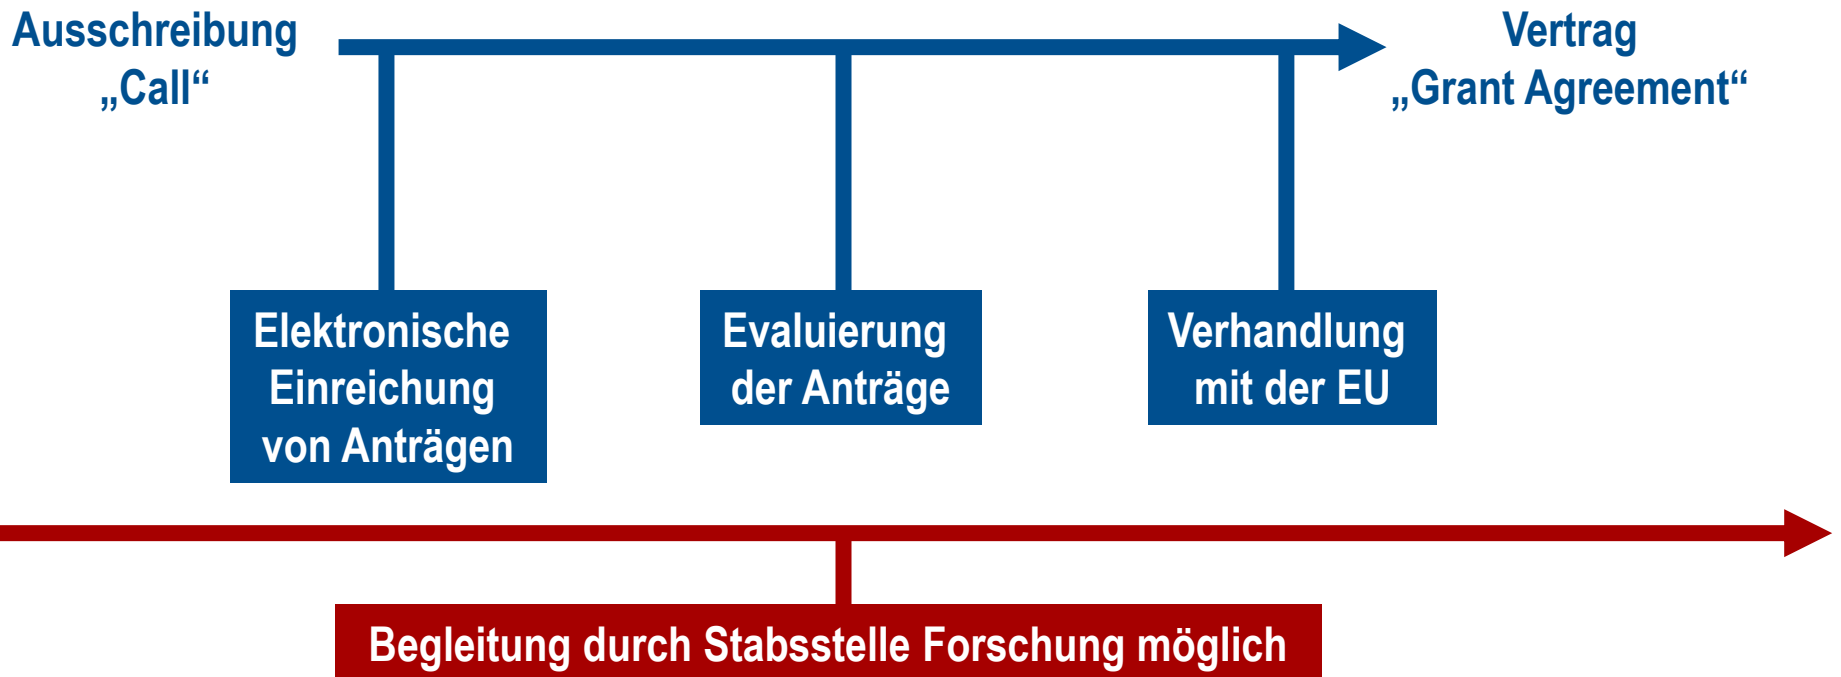 Ausschreibung
„Call“
Vertrag
„Grant Agreement“
Elektronische
Einreichung
von Anträgen
Evaluierung
der Anträge
Verhandlung
mit der EU
Begleitung durch Stabsstelle Forschung möglich